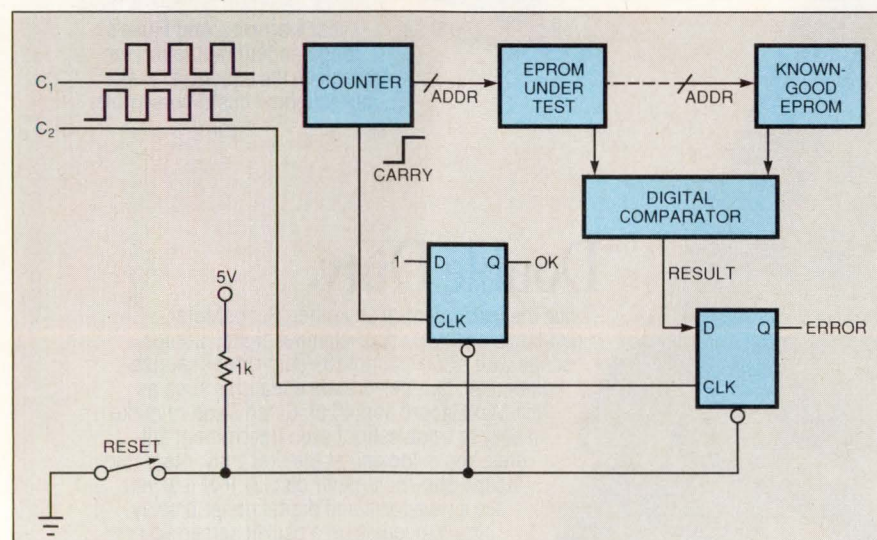 C₁
C₂
COUNTER
ADDR
EPROM
UNDER
TEST
ADDR
KNOWN-
GOOD
EPROM
CARRY
DIGITAL
COMPARATOR
5V
1 D Q OK
CLK
RESULT
1k
D Q ERROR
CLK
RESET